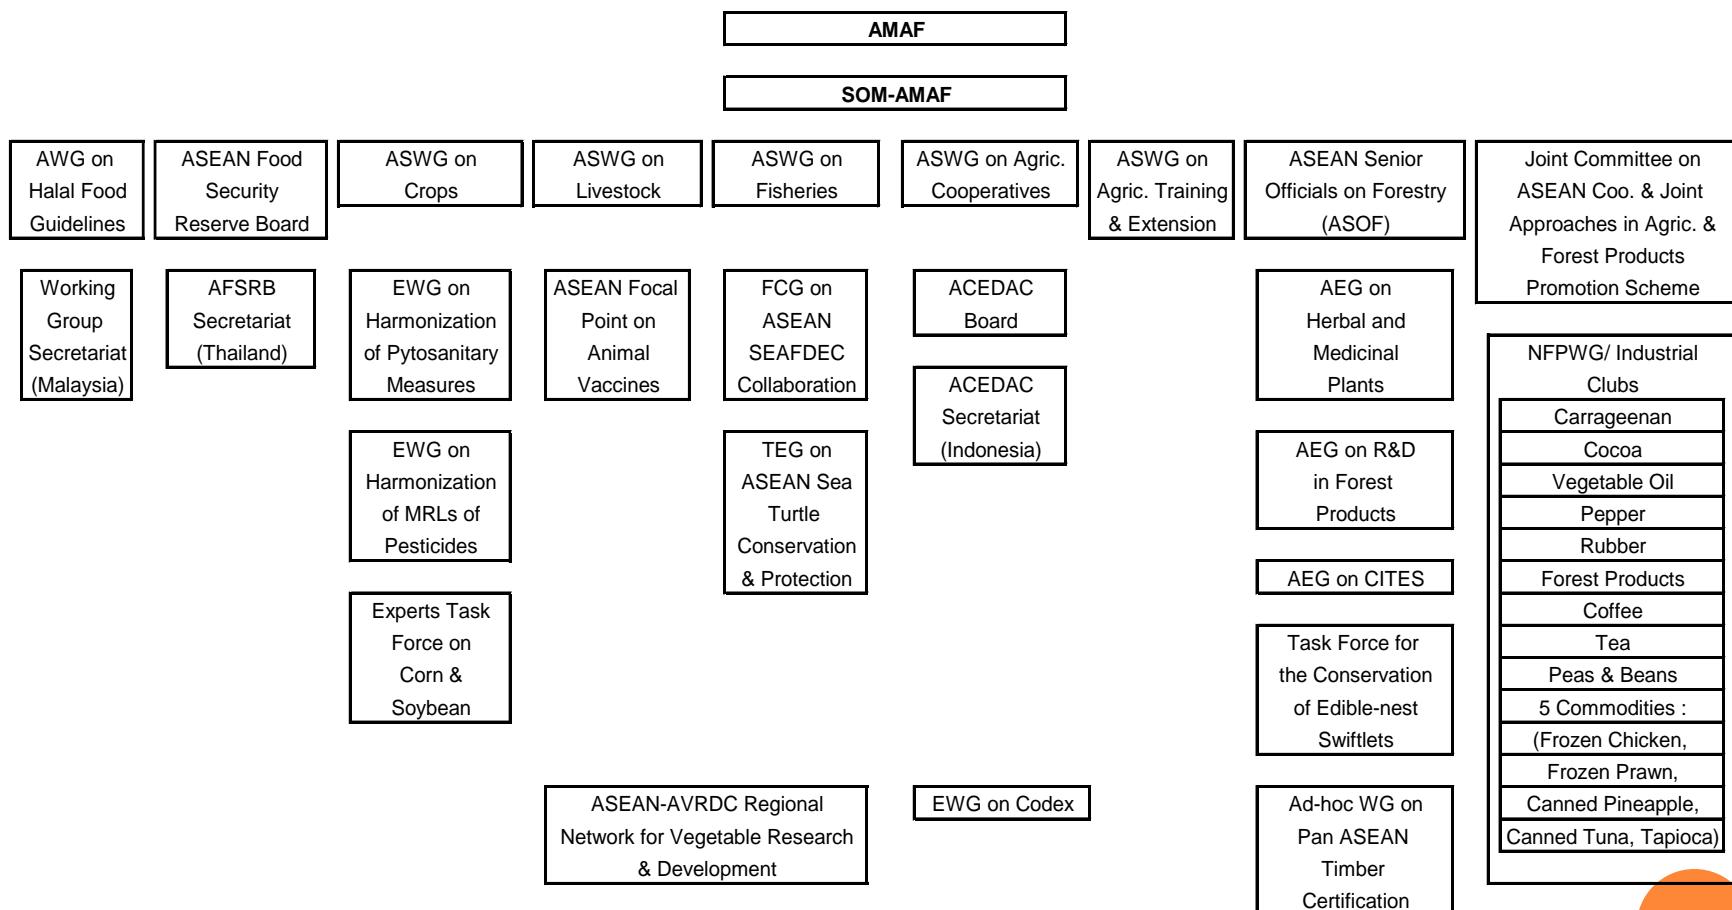 AMAF
SOM-AMAF
AWG on
Halal Food
Guidelines
ASEAN Food
Security
Reserve Board
ASWG on
Crops
ASWG on
Livestock
ASWG on
Fisheries
ASWG on Agric.
Cooperatives
ASWG on
Agric. Training
& Extension
ASEAN Senior
Officials on Forestry
(ASOF)
Joint Committee on
ASEAN Coo. & Joint
Approaches in Agric. &
Forest Products
Promotion Scheme
Working
Group
Secretariat
(Malaysia)
AFSRB
Secretariat
(Thailand)
EWG on
Harmonization
of Pytosanitary
Measures
EWG on
Harmonization
of MRLs of
Pesticides
Experts Task
Force on
Corn &
Soybean
ASEAN Focal
Point on
Animal
Vaccines
FCG on
ASEAN
SEAFDEC
Collaboration
TEG on
ASEAN Sea
Turtle
Conservation
& Protection
ASEAN-AVRDC Regional
Network for Vegetable Research
& Development
ACEDAC
Board
ACEDAC
Secretariat
(Indonesia)
EWG on Codex
AEG on
Herbal and
Medicinal
Plants
AEG on R&D
in Forest
Products
AEG on CITES
Task Force for
the Conservation
of Edible-nest
Swiftlets
Ad-hoc WG on
Pan ASEAN
Timber
Certification
NFPWG/ Industrial
Clubs
Carrageenan
Cocoa
Vegetable Oil
Pepper
Rubber
Forest Products
Coffee
Tea
Peas & Beans
5 Commodities :
(Frozen Chicken,
Frozen Prawn,
Canned Pineapple,
Canned Tuna, Tapioca)